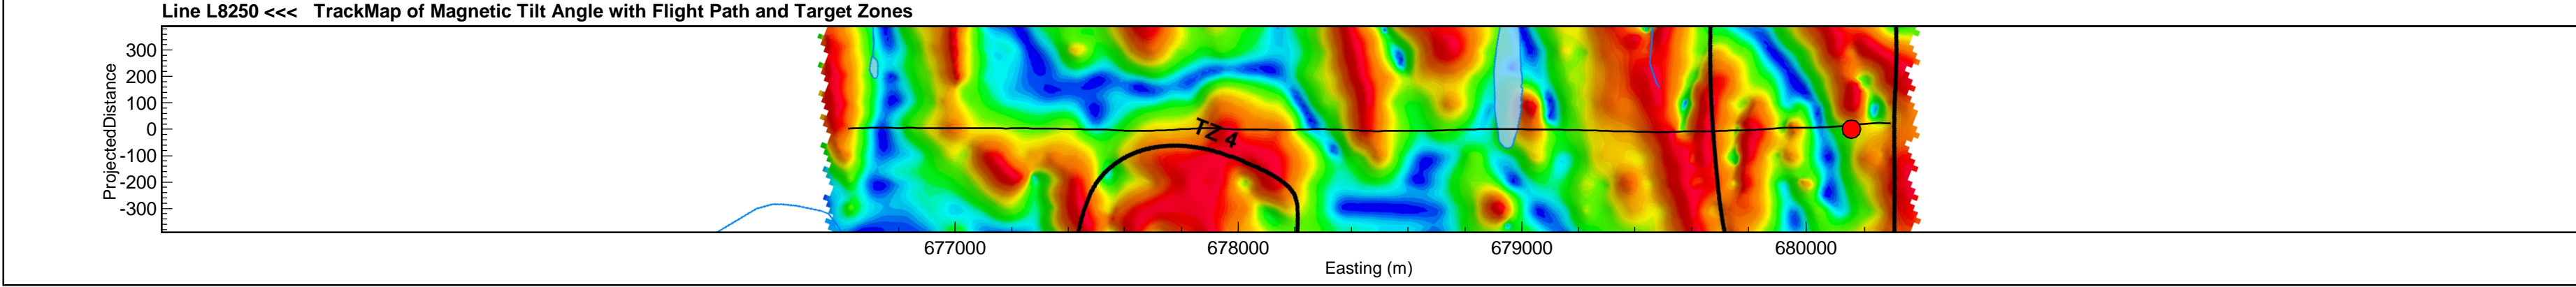 Line L8250 <<<   TrackMap of Magnetic Tilt Angle with Flight Path and Target Zones
ProjectedDistance
300
200
100
0
-100
-200
-300
TZ 4
677000 678000 679000 680000
Easting (m)